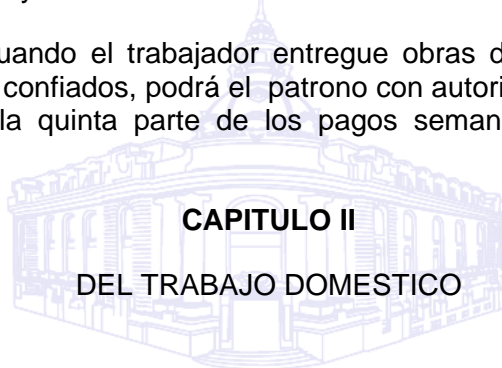 y
cuando el trabajador entregue obras d
confiados, podrá el patrono con autori
la quinta parte de los pagos seman
CAPITULO II
DEL TRABAJO DOMESTICO